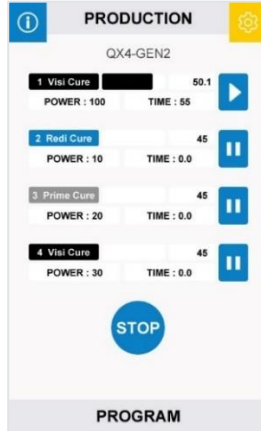 PRODUCTION
QX4-GEN2
1 Visi Cure 50.1
POWER : 100 TIME : 55
2 Redi Cure 45
POWER : 10 TIME : 0.0
3 Prime Cure 45
POWER : 20 TIME : 0.0
4 Visi Cure 45
POWER : 30 TIME : 0.0
STOP
PROGRAM